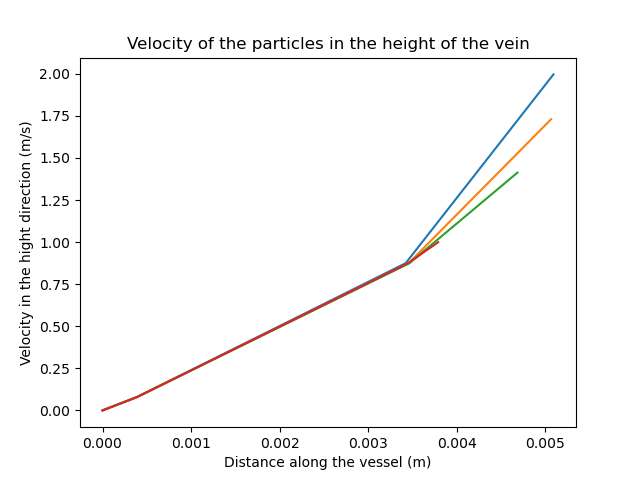 Velocity of the particles in the height of the vein
Velocity in the hight direction (m/s)
2.00
1.75
1.50
1.25
1.00
0.75
0.50
0.25
0.00
0.000 0.001 0.002 0.003 0.004 0.005
Distance along the vessel (m)